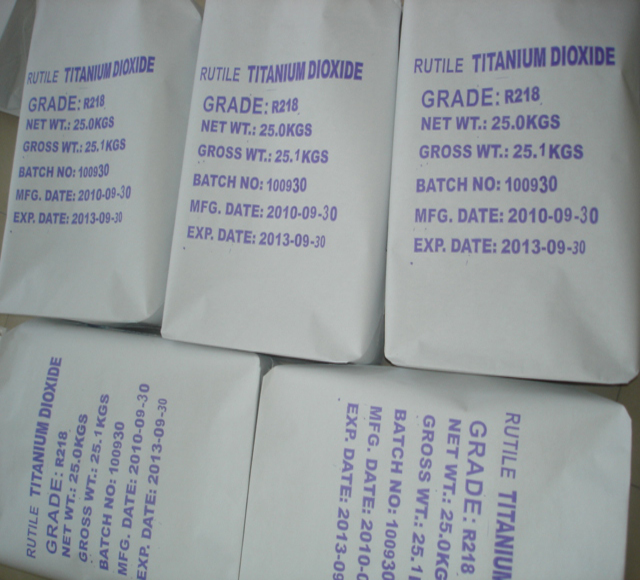 RUTILE TITANIUM DIOXIDE
GRADE: R218
NET WT.: 25.0KGS
GROSS WT.: 25.1KGS
BATCH NO: 100930
MFG. DATE: 2010-09-30
EXP. DATE: 2013-09-30
RUTILE TITANIUM DIOXIDE
GRADE: R218
NET WT.: 25.0KGS
GROSS WT.: 25.1KGS
BATCH NO: 100930
MFG. DATE: 2010-09-30
EXP. DATE: 2013-09-30
RUTILE TITANIUM DIOXIDE
GRADE: R218
NET WT.: 25.0KGS
GROSS WT.: 25.1KGS
BATCH NO: 100930
MFG. DATE: 2010-09-30
EXP. DATE: 2013-09-30
RUTILE TITANIUM DIOXIDE
GRADE: R218
NET WT.: 25.0KGS
GROSS WT.: 25.1KGS
BATCH NO: 100930
MFG. DATE: 2010-09-30
EXP. DATE: 2013-09-30
RUTILE TITANIUM
GRADE: R218
NET WT.: 25.0KGS
GROSS WT.: 25.1
BATCH NO: 100930
MFG. DATE: 2010-0
EXP. DATE: 2013-09